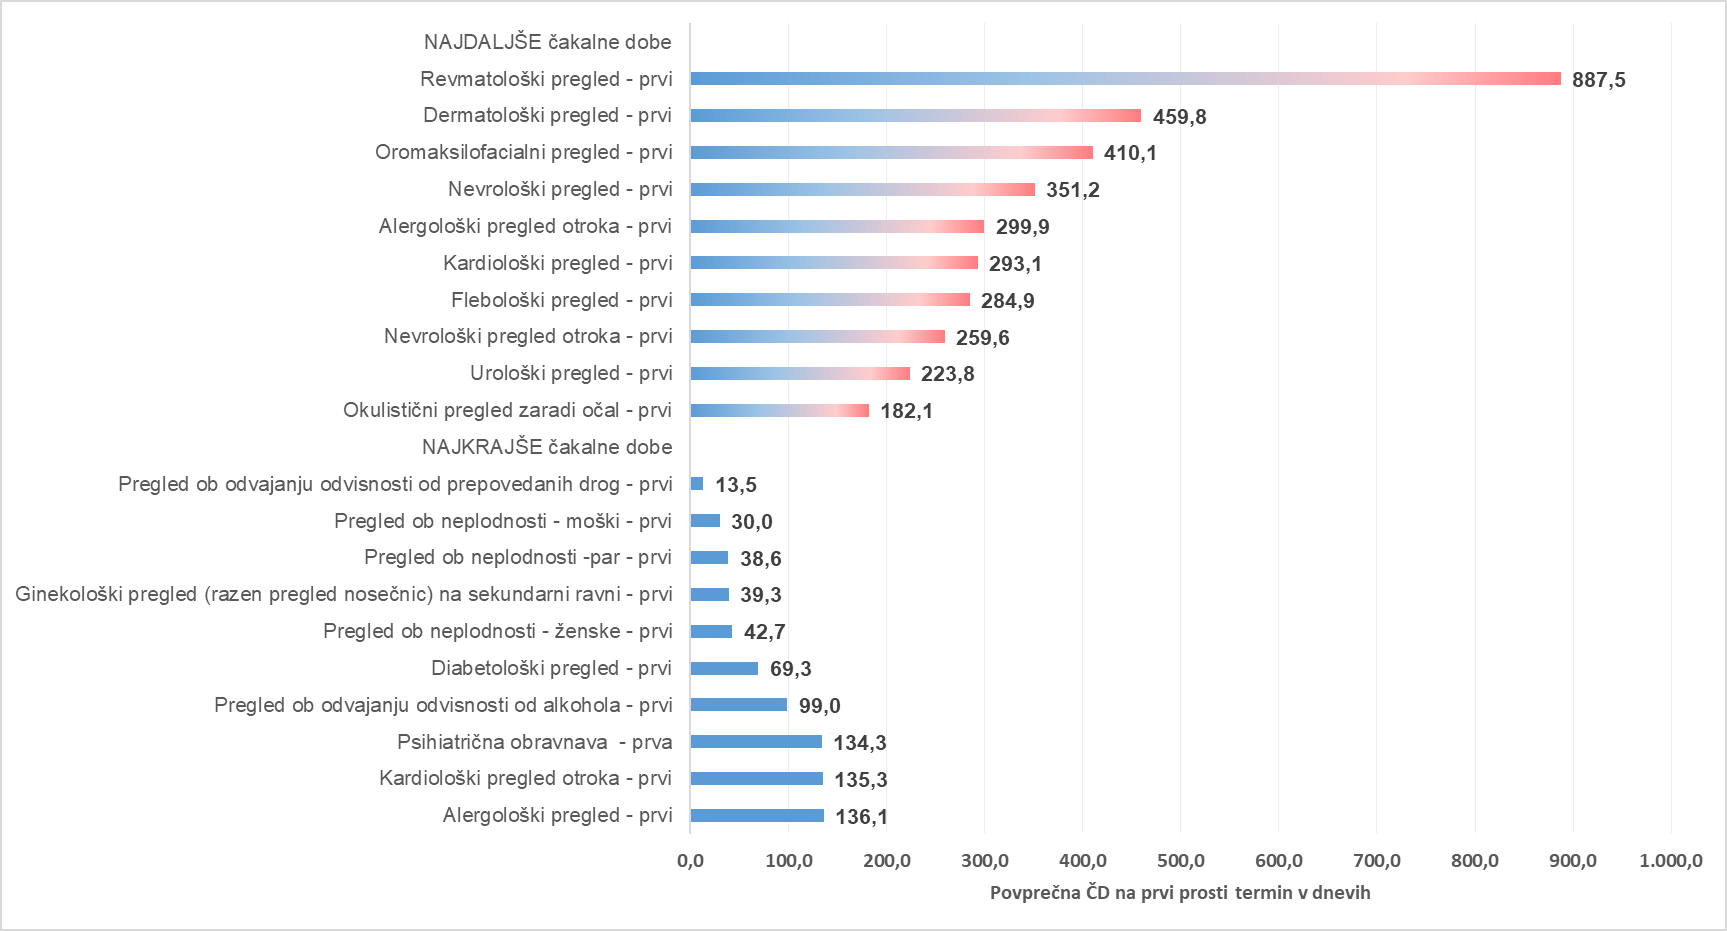 NAJDALJŠE čakalne dobe
Revmatološki pregled - prvi 887,5
Dermatološki pregled - prvi 459,8
Oromaksilofacialni pregled - prvi 410,1
Nevrološki pregled - prvi 351,2
Alergološki pregled otroka - prvi 299,9
Kardiološki pregled - prvi 293,1
Flebološki pregled - prvi 284,9
Nevrološki pregled otroka - prvi 259,6
Urološki pregled - prvi 223,8
Okulistični pregled zaradi očal - prvi 182,1
NAJKRAJŠE čakalne dobe
Pregled ob odvajanju odvisnosti od prepovedanih drog - prvi 13,5
Pregled ob neplodnosti - moški - prvi 30,0
Pregled ob neplodnosti -par - prvi 38,6
Ginekološki pregled (razen pregled nosečnic) na sekundarni ravni - prvi 39,3
Pregled ob neplodnosti - ženske - prvi 42,7
Diabetološki pregled - prvi 69,3
Pregled ob odvajanju odvisnosti od alkohola - prvi 99,0
Psihiatrična obravnava  - prva 134,3
Kardiološki pregled otroka - prvi 135,3
Alergološki pregled - prvi 136,1
0,0 100,0 200,0 300,0 400,0 500,0 600,0 700,0 800,0 900,0 1.000,0
Povprečna ČD na prvi prosti termin v dnevih